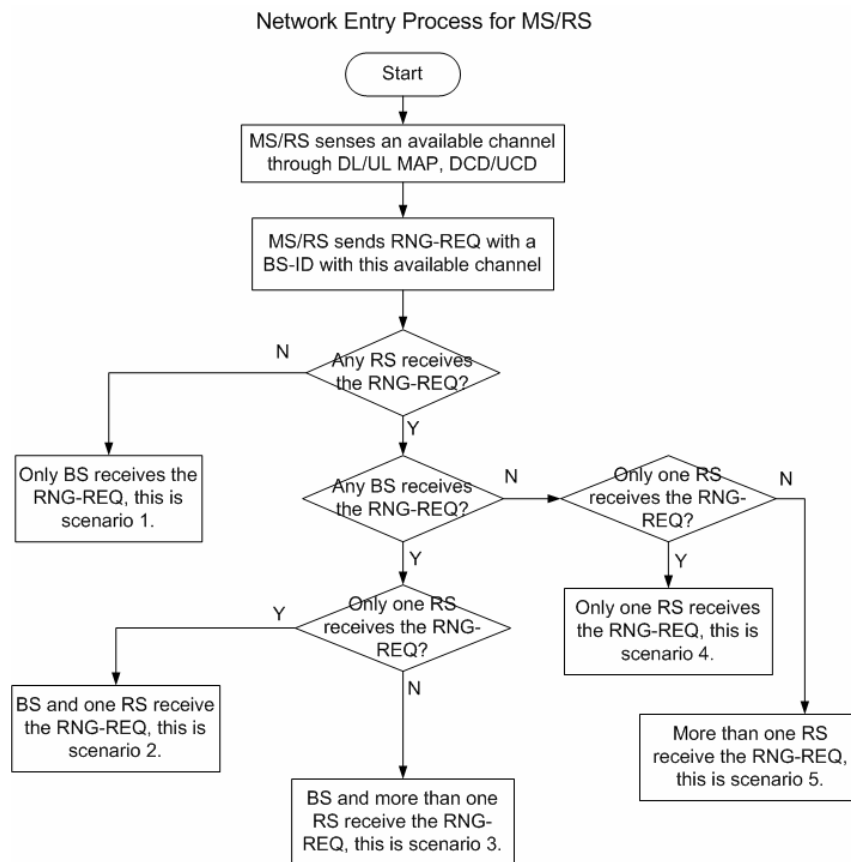 Network Entry Process for MS/RS
Start
MS/RS senses an available channel
through DL/UL MAP, DCD/UCD
MS/RS sends RNG-REQ with a
BS-ID with this available channel
N
Any RS receives
the RNG-REQ?
Y
Only BS receives the
RNG-REQ, this is
scenario 1.
Any BS receives
the RNG-REQ?
N
Only one RS
receives the RNG-
REQ?
N
Y
Y
Y
Only one RS
receives the RNG-
REQ?
Only one RS receives
the RNG-REQ, this is
scenario 4.
BS and one RS receive
the RNG-REQ, this is
scenario 2.
N
More than one RS
receive the RNG-REQ,
this is scenario 5.
BS and more than one
RS receive the RNG-
REQ, this is scenario 3.